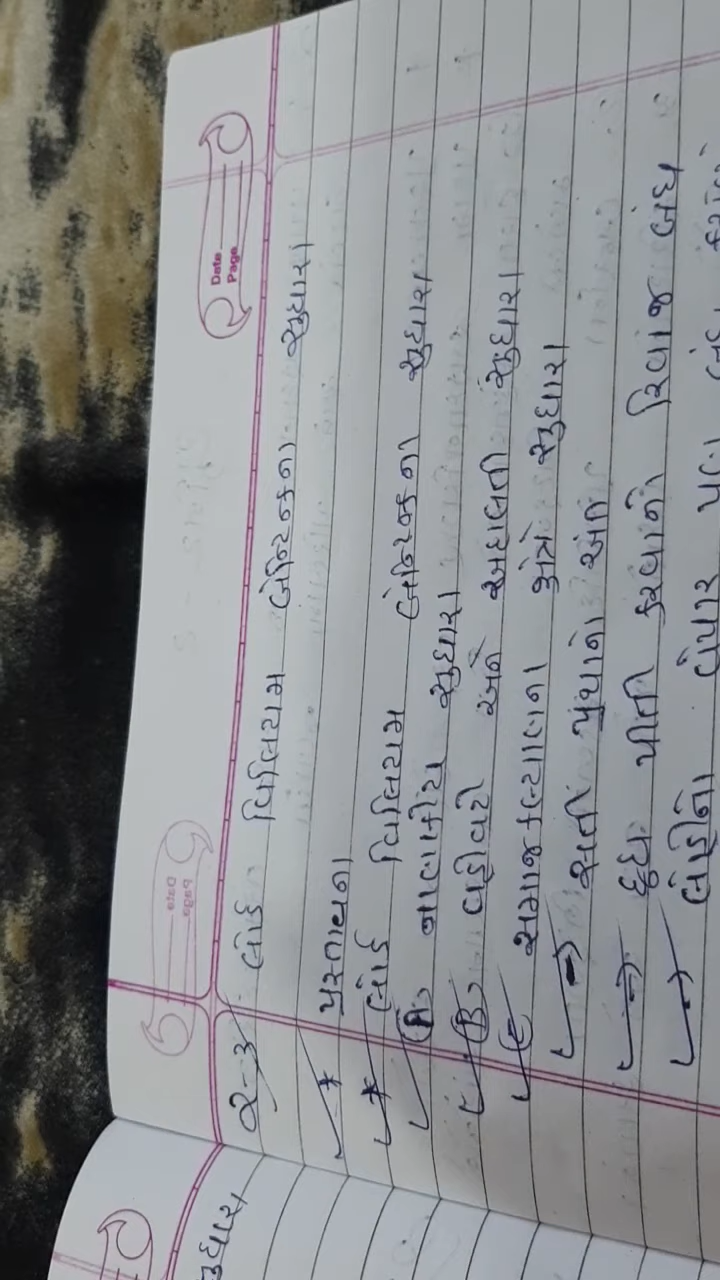 Date
Page
૨-૩ લોર્ડ વિલિયમ બેન્ટિન્કના સુધારા
* પ્રસ્તાવના
* લોર્ડ વિલિયમ બેન્ટિન્કના સુધારા
(A) નાણાકીય સુધારા
(B) વહીવટી અને અદાલતી સુધારા
(C) સમાજકલ્યાણના ક્ષેત્રે સુધારા
→ સતી પ્રથાનો અંત
→ દૂધ પીતી કરવાનો રિવાજ બંધ
→ વેપાર પણ બંધ
સુધારા